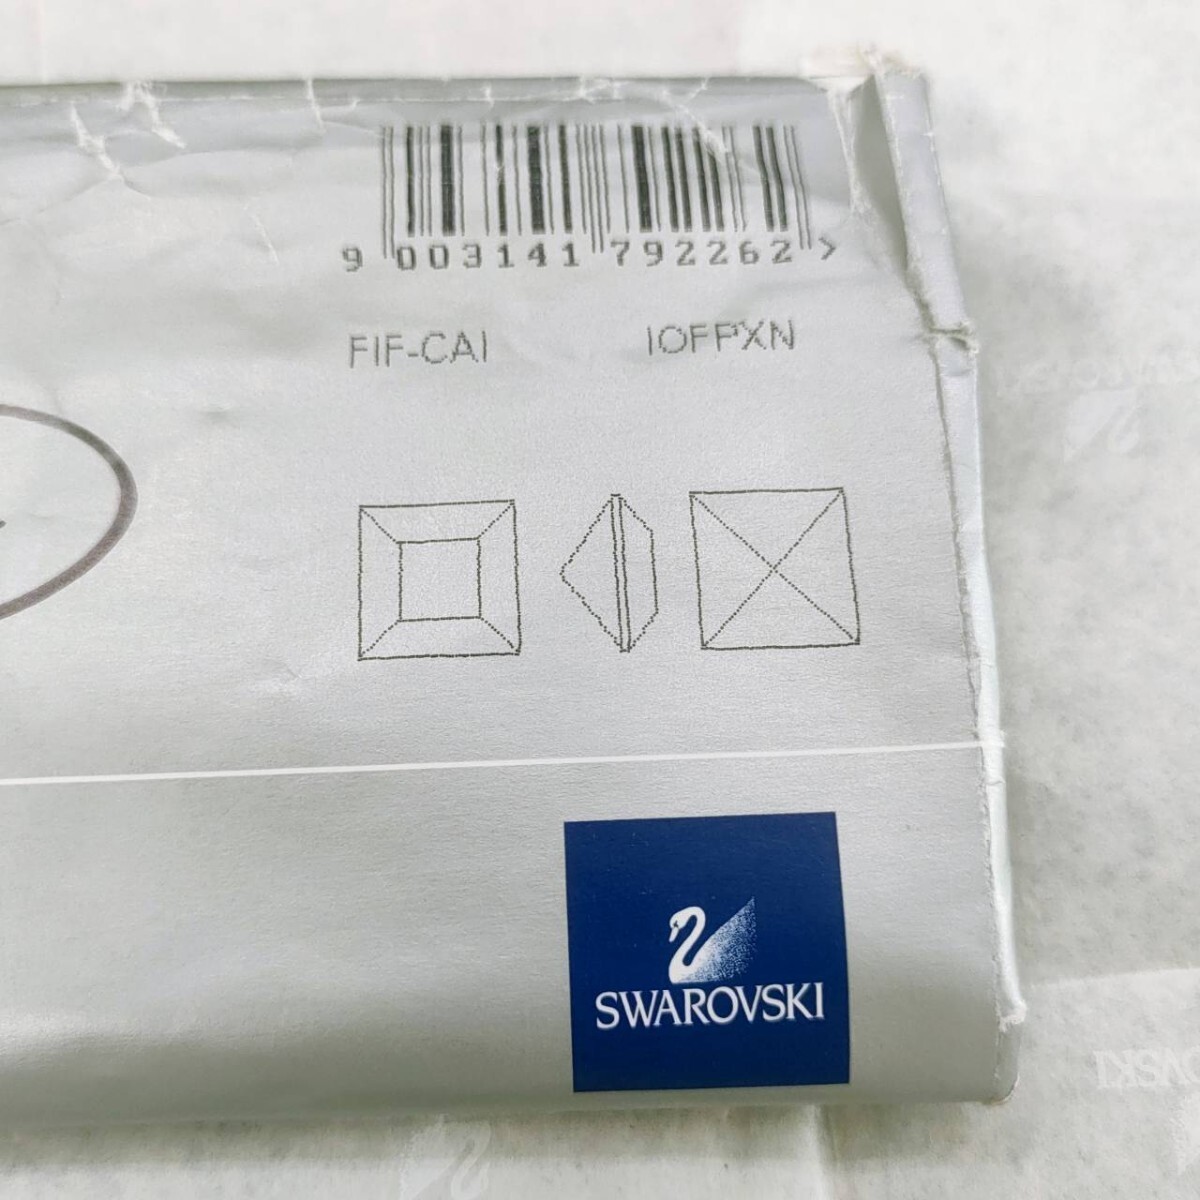 9 003141 792262 >
FIF-CAI IOFPXN
SWAROVSKI